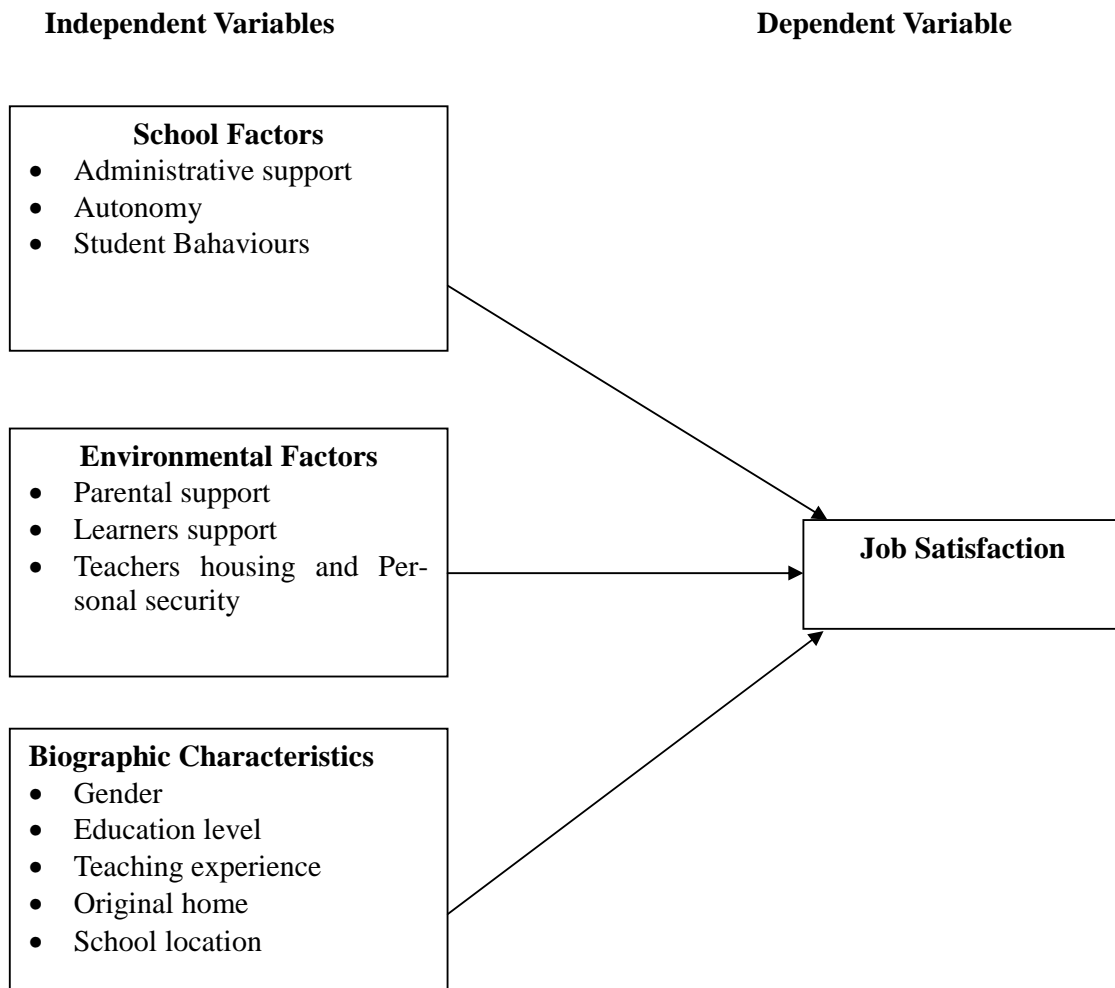 Independent Variables
Dependent Variable
School Factors
• Administrative support
• Autonomy
• Student Bahaviours
Environmental Factors
• Parental support
• Learners support
• Teachers housing and Per-
sonal security
Job Satisfaction
Biographic Characteristics
• Gender
• Education level
• Teaching experience
• Original home
• School location